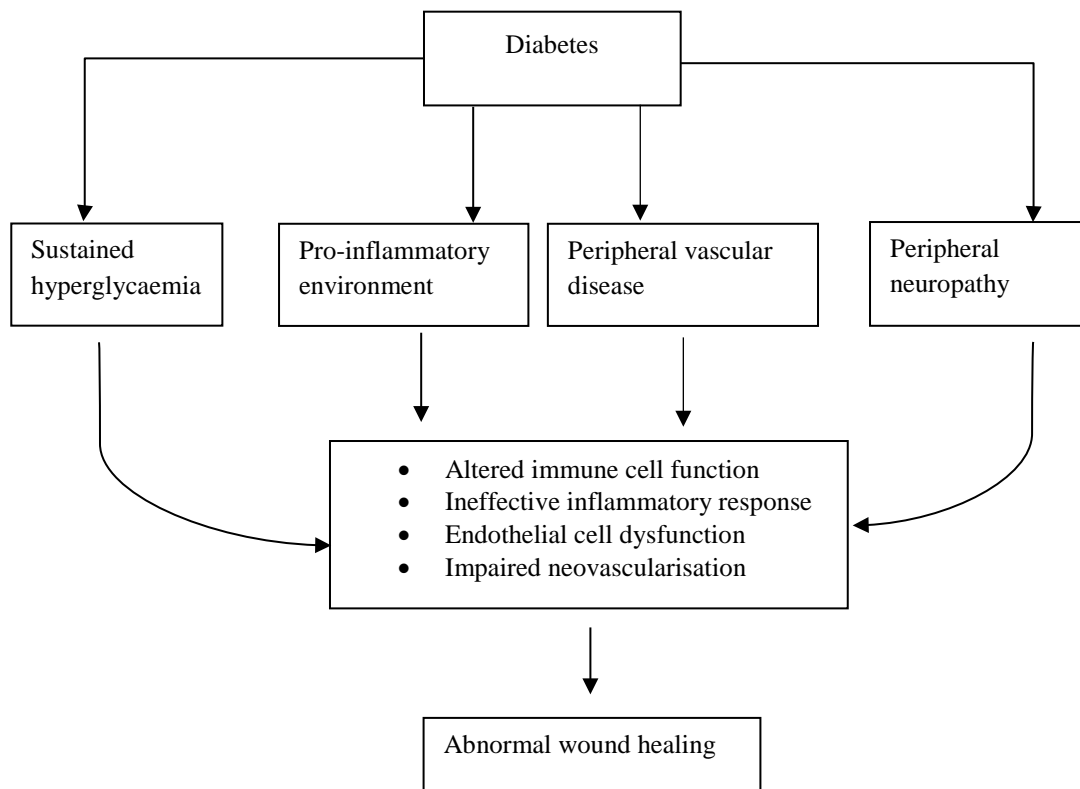 Diabetes
Sustained
hyperglycaemia
Pro-inflammatory
environment
Peripheral vascular
disease
Peripheral
neuropathy
• Altered immune cell function
• Ineffective inflammatory response
• Endothelial cell dysfunction
• Impaired neovascularisation
Abnormal wound healing